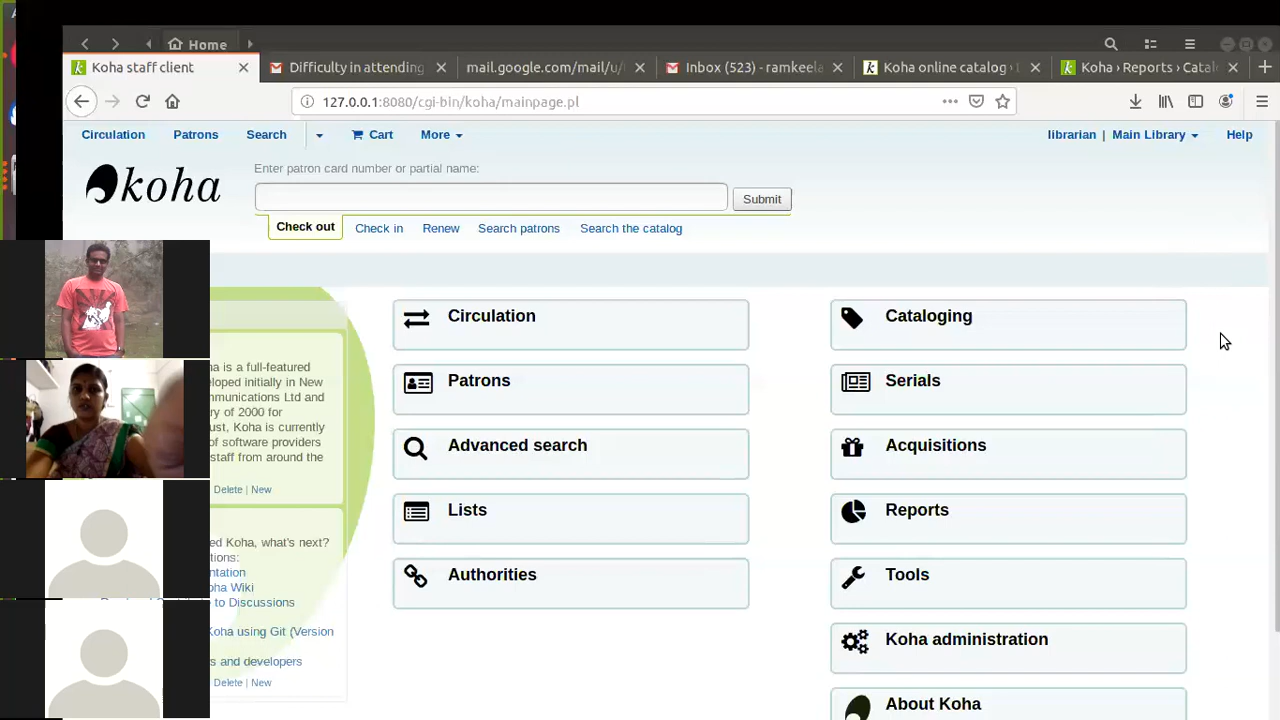 Home
Koha staff client
Difficulty in attending
mail.google.com/mail/u/
Inbox (523) - ramkeela
Koha online catalog
Koha › Reports › Catal
127.0.0.1:8080/cgi-bin/koha/mainpage.pl
Circulation Patrons Search Cart More
librarian | Main Library Help
koha
Enter patron card number or partial name:
Submit
Check out Check in Renew Search patrons Search the catalog
Circulation
Patrons
Advanced search
Lists
Authorities
Cataloging
Serials
Acquisitions
Reports
Tools
Koha administration
About Koha
is a full-featured
eloped initially in New
mmunications Ltd and
ry of 2000 for
ust, Koha is currently
of software providers
staff from around the
Delete | New
ed Koha, what's next?
tions:
ntation
oha Wiki
to Discussions
Koha using Git (Version
rs and developers
Delete | New